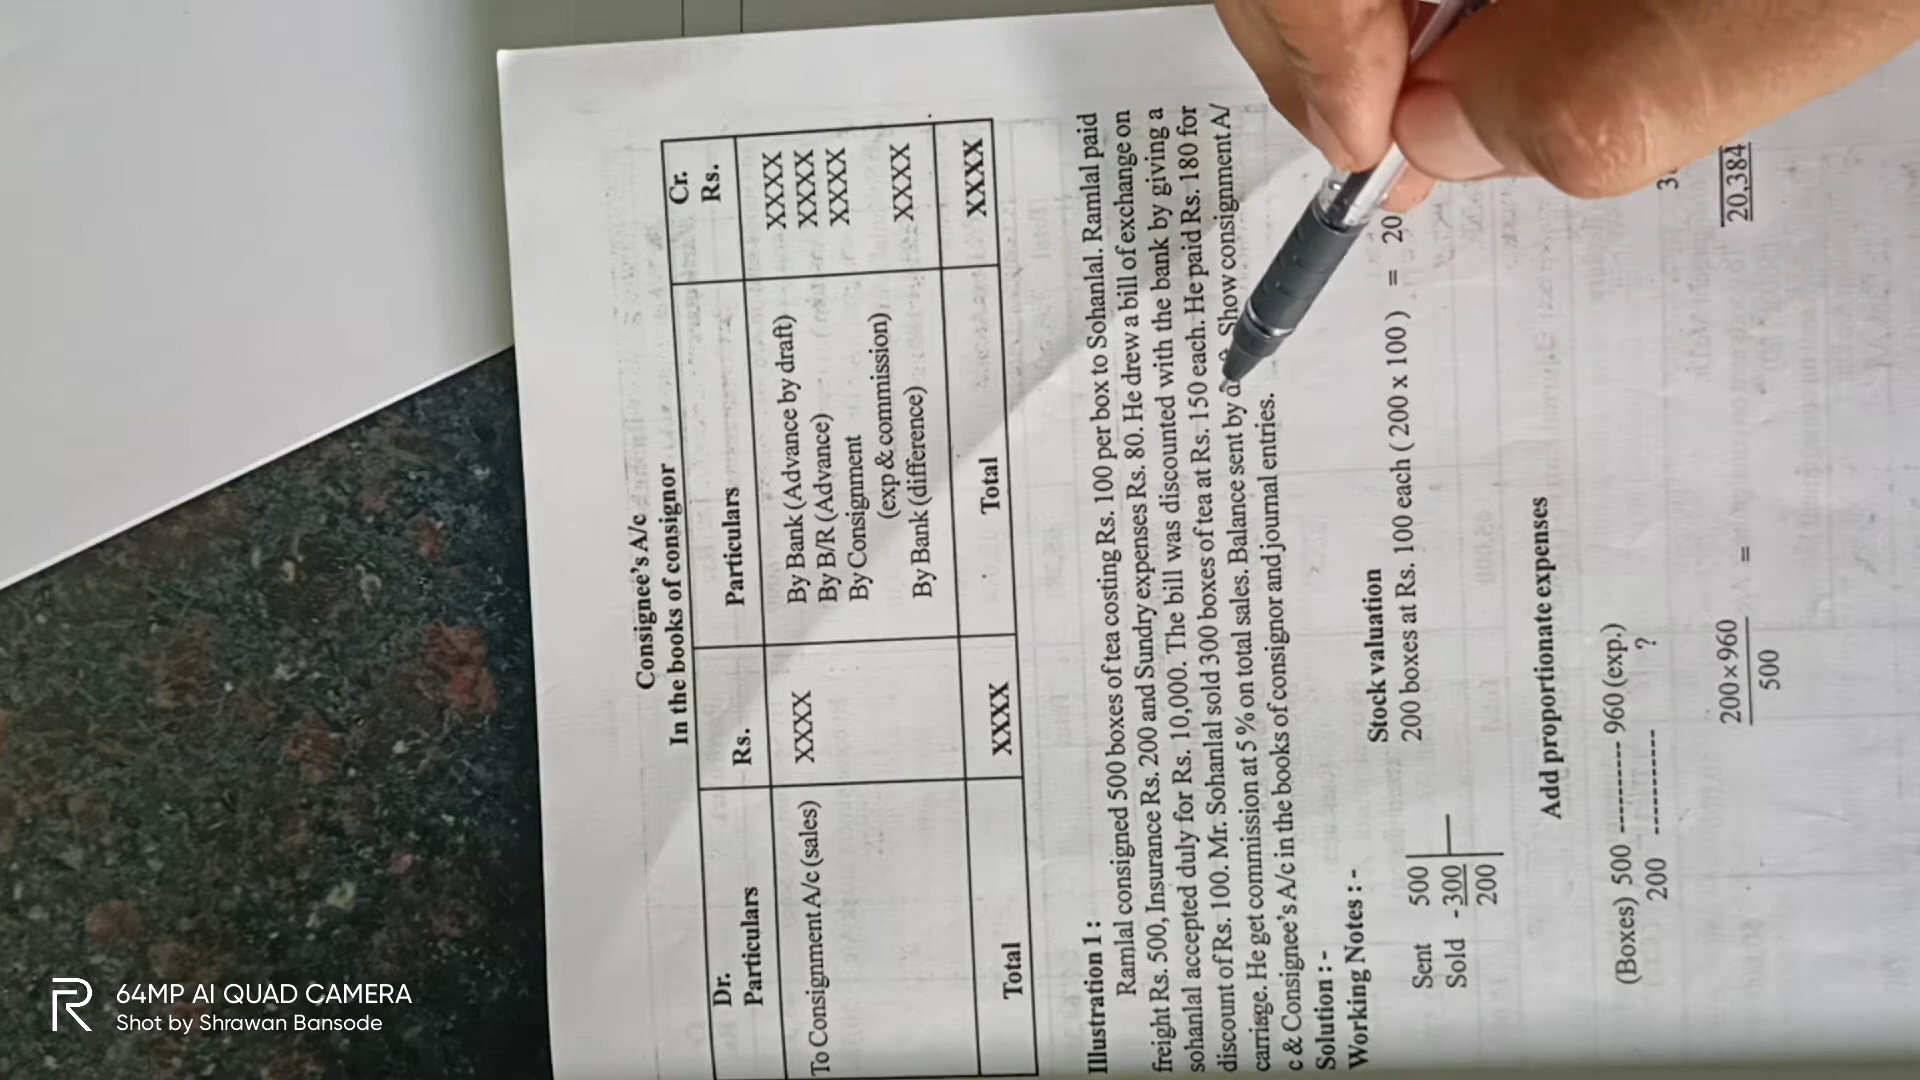 Consignee's A/c
In the books of consignor
Dr. Cr.
Particulars Rs. Particulars Rs.
To Consignment A/c (sales) XXXX By Bank (Advance by draft) XXXX
By B/R (Advance) XXXX
By Consignment XXXX
(exp & commission)
By Bank (difference) XXXX
Total XXXX Total XXXX
Illustration 1 :
Ramlal consigned 500 boxes of tea costing Rs. 100 per box to Sohanlal. Ramlal paid
freight Rs. 500, Insurance Rs. 200 and Sundry expenses Rs. 80. He drew a bill of exchange on
sohanlal accepted duly for Rs. 10,000. The bill was discounted with the bank by giving a
discount of Rs. 100. Mr. Sohanlal sold 300 boxes of tea at Rs. 150 each. He paid Rs. 180 for
carriage. He get commission at 5 % on total sales. Balance sent by Show consignment A/
c & Consignee's A/c in the books of consignor and journal entries.
Solution : -
Working Notes : -
Stock valuation
Sent 500 200 boxes at Rs. 100 each ( 200 x 100 ) = 20
Sold -300
200
Add proportionate expenses
(Boxes) 500 ---------- 960 (exp.)
200 ----------- ?
200×960 =
500
20,384
64MP AI QUAD CAMERA
Shot by Shrawan Bansode